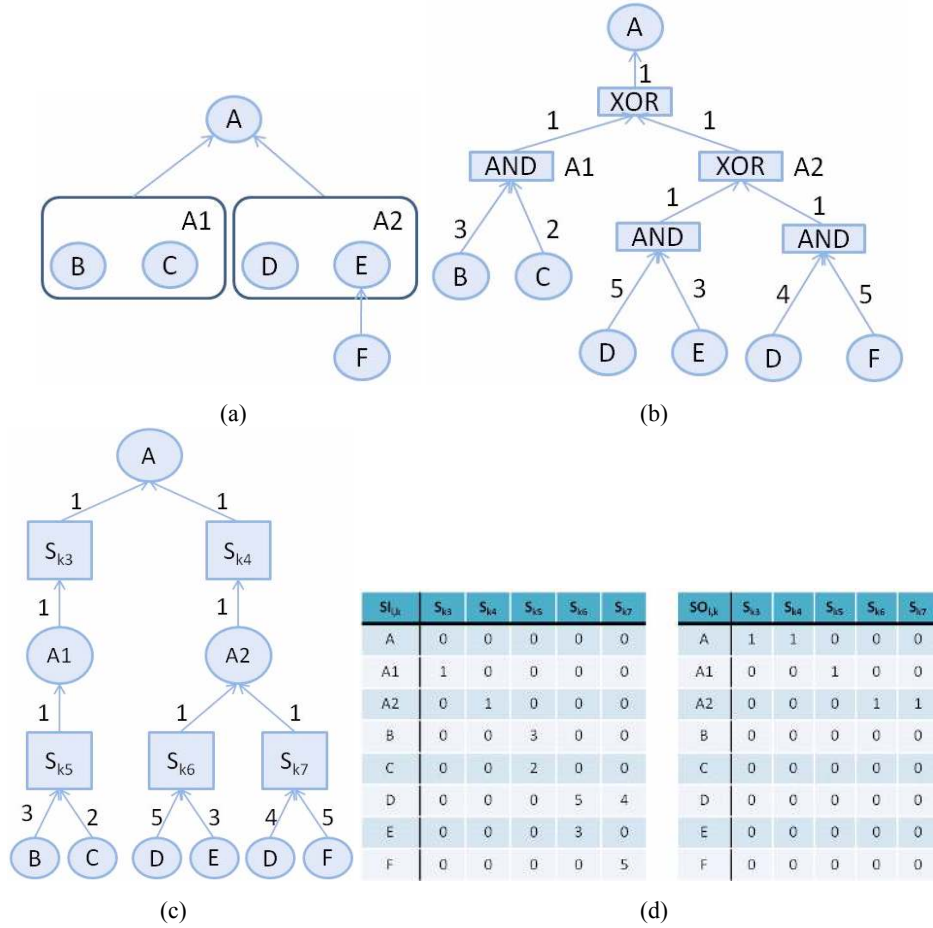 A
A1
A2
B
C
D
E
F
(a)
A
1
XOR
1
1
AND
A1
XOR
A2
3
2
1
1
B
C
AND
AND
5
3
4
5
D
E
D
F
(b)
A
1
1
Sk3
Sk4
1
1
A1
A2
1
1
1
Sk5
Sk6
Sk7
3
2
5
3
4
5
B
C
D
E
D
F
(c)
SIi,k Sk3 Sk4 Sk5 Sk6 Sk7
A 0 0 0 0 0
A1 1 0 0 0 0
A2 0 1 0 0 0
B 0 0 3 0 0
C 0 0 2 0 0
D 0 0 0 5 4
E 0 0 0 3 0
F 0 0 0 0 5
SOi,k Sk3 Sk4 Sk5 Sk6 Sk7
A 1 1 0 0 0
A1 0 0 1 0 0
A2 0 0 0 1 1
B 0 0 0 0 0
C 0 0 0 0 0
D 0 0 0 0 0
E 0 0 0 0 0
F 0 0 0 0 0
(d)